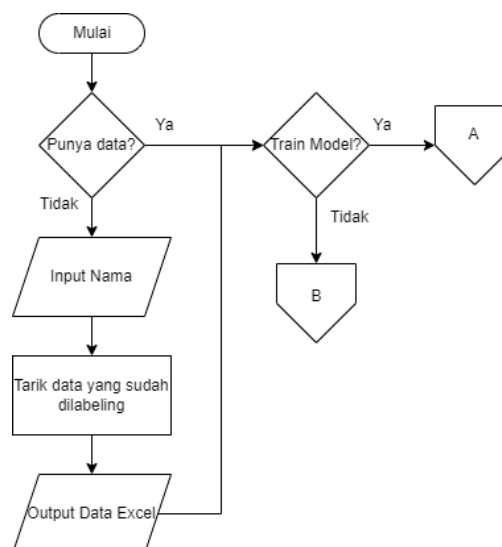 Mulai
Punya data?
Ya
Train Model?
Ya
A
Tidak
Tidak
Input Nama
B
Tarik data yang sudah
dilabeling
Output Data Excel